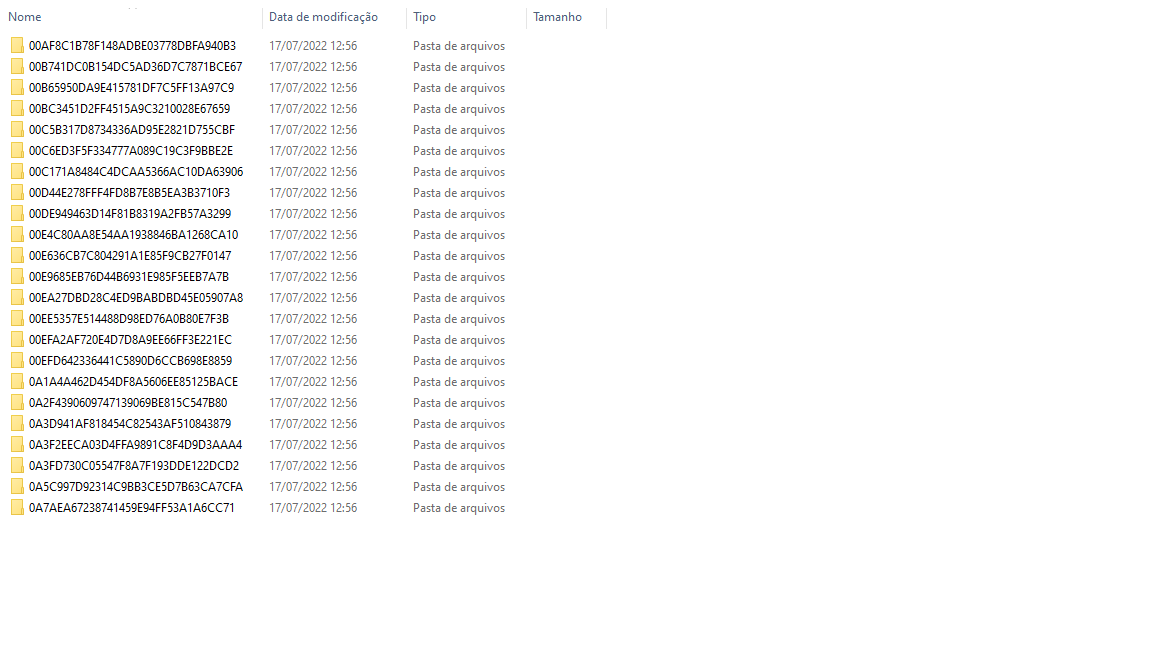 Nome Data de modificação Tipo Tamanho
00AF8C1B78F148ADBE03778DBFA940B3 17/07/2022 12:56 Pasta de arquivos
00B741DC0B154DC5AD36D7C7871BCE67 17/07/2022 12:56 Pasta de arquivos
00B65950DA9E415781DF7C5FF13A97C9 17/07/2022 12:56 Pasta de arquivos
00BC3451D2FF4515A9C3210028E67659 17/07/2022 12:56 Pasta de arquivos
00C5B317D8734336AD95E2821D755CBF 17/07/2022 12:56 Pasta de arquivos
00C6ED3F5F334777A089C19C3F9BBE2E 17/07/2022 12:56 Pasta de arquivos
00C171A8484C4DCAA5366AC10DA63906 17/07/2022 12:56 Pasta de arquivos
00D44E278FFF4FD8B7E8B5EA3B3710F3 17/07/2022 12:56 Pasta de arquivos
00DE949463D14F81B8319A2FB57A3299 17/07/2022 12:56 Pasta de arquivos
00E4C80AA8E54AA1938846BA1268CA10 17/07/2022 12:56 Pasta de arquivos
00E636CB7C804291A1E85F9CB27F0147 17/07/2022 12:56 Pasta de arquivos
00E9685EB76D44B6931E985F5EEB7A7B 17/07/2022 12:56 Pasta de arquivos
00EA27DBD28C4ED9BABDBD45E05907A8 17/07/2022 12:56 Pasta de arquivos
00EE5357E514488D98ED76A0B80E7F3B 17/07/2022 12:56 Pasta de arquivos
00EFA2AF720E4D7D8A9EE66FF3E221EC 17/07/2022 12:56 Pasta de arquivos
00EFD642336441C5890D6CCB698E8859 17/07/2022 12:56 Pasta de arquivos
0A1A4A462D454DF8A5606EE85125BACE 17/07/2022 12:56 Pasta de arquivos
0A2F4390609747139069BE815C547B80 17/07/2022 12:56 Pasta de arquivos
0A3D941AF818454C82543AF510843879 17/07/2022 12:56 Pasta de arquivos
0A3F2EECA03D4FFA9891C8F4D9D3AAA4 17/07/2022 12:56 Pasta de arquivos
0A3FD730C05547F8A7F193DDE122DCD2 17/07/2022 12:56 Pasta de arquivos
0A5C997D92314C9BB3CE5D7B63CA7CFA 17/07/2022 12:56 Pasta de arquivos
0A7AEA67238741459E94FF53A1A6CC71 17/07/2022 12:56 Pasta de arquivos